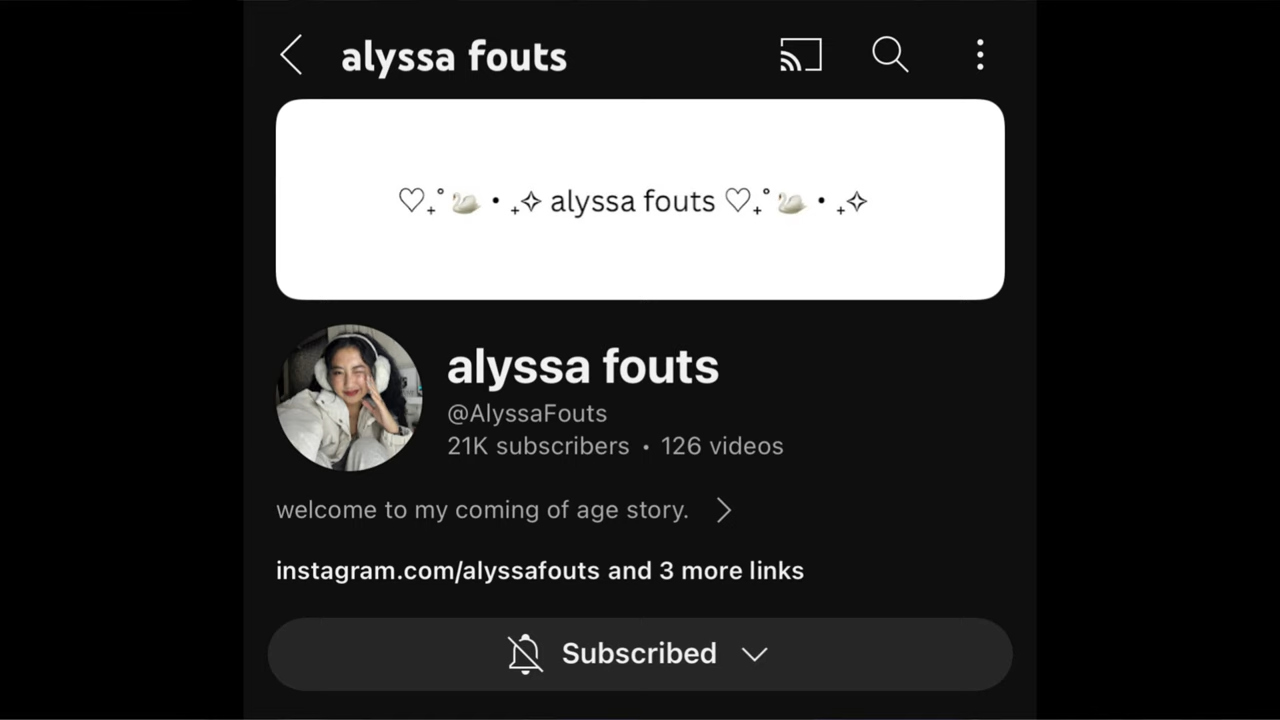 alyssa fouts
♡₊˚🦢・₊✧ alyssa fouts ♡₊˚🦢・₊✧
alyssa fouts
@AlyssaFouts
21K subscribers • 126 videos
welcome to my coming of age story.
instagram.com/alyssafouts and 3 more links
Subscribed